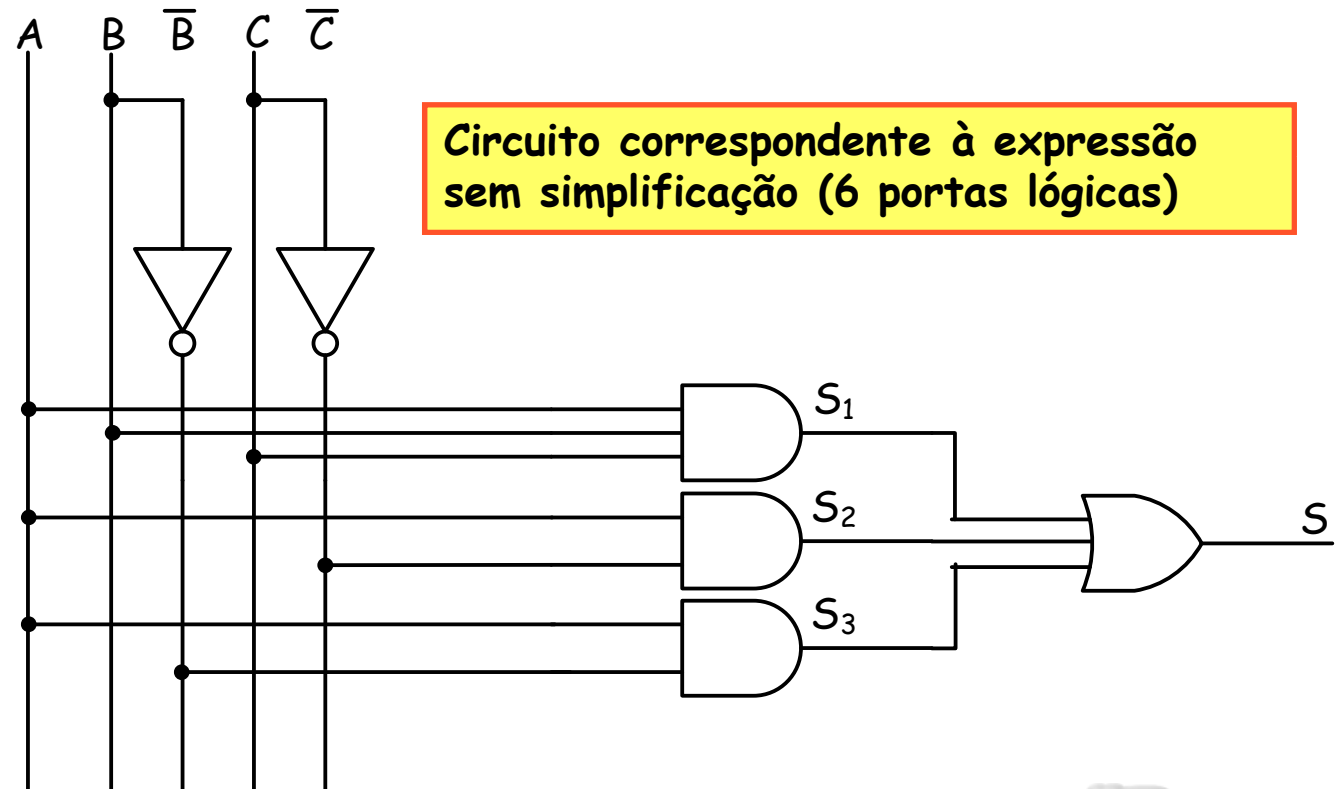 A B B̅ C C̅
Circuito correspondente à expressão
sem simplificação (6 portas lógicas)
S₁
S₂
S
S₃